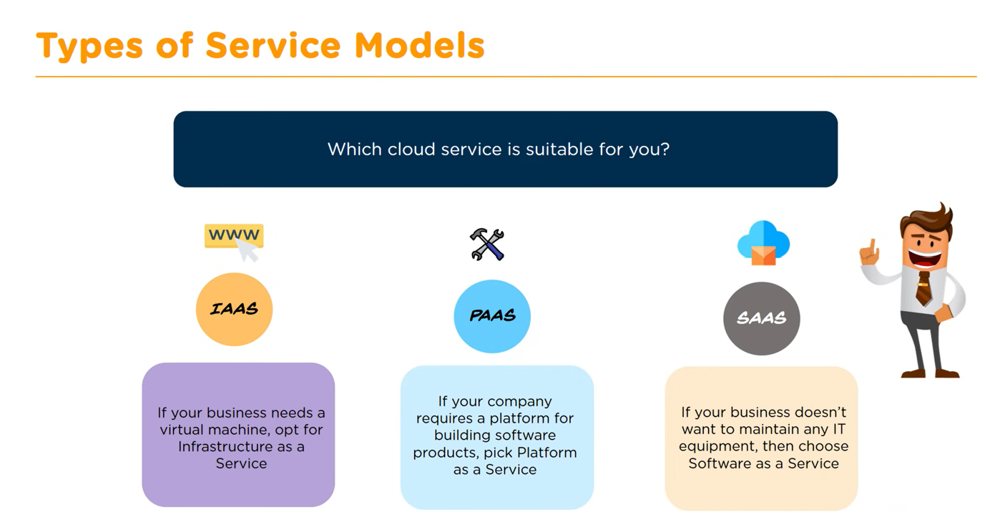 Types of Service Models
Which cloud service is suitable for you?
WWW
IAAS
PAAS
SAAS
If your business needs a
virtual machine, opt for
Infrastructure as a
Service
If your company
requires a platform for
building software
products, pick Platform
as a Service
If your business doesn't
want to maintain any IT
equipment, then choose
Software as a Service